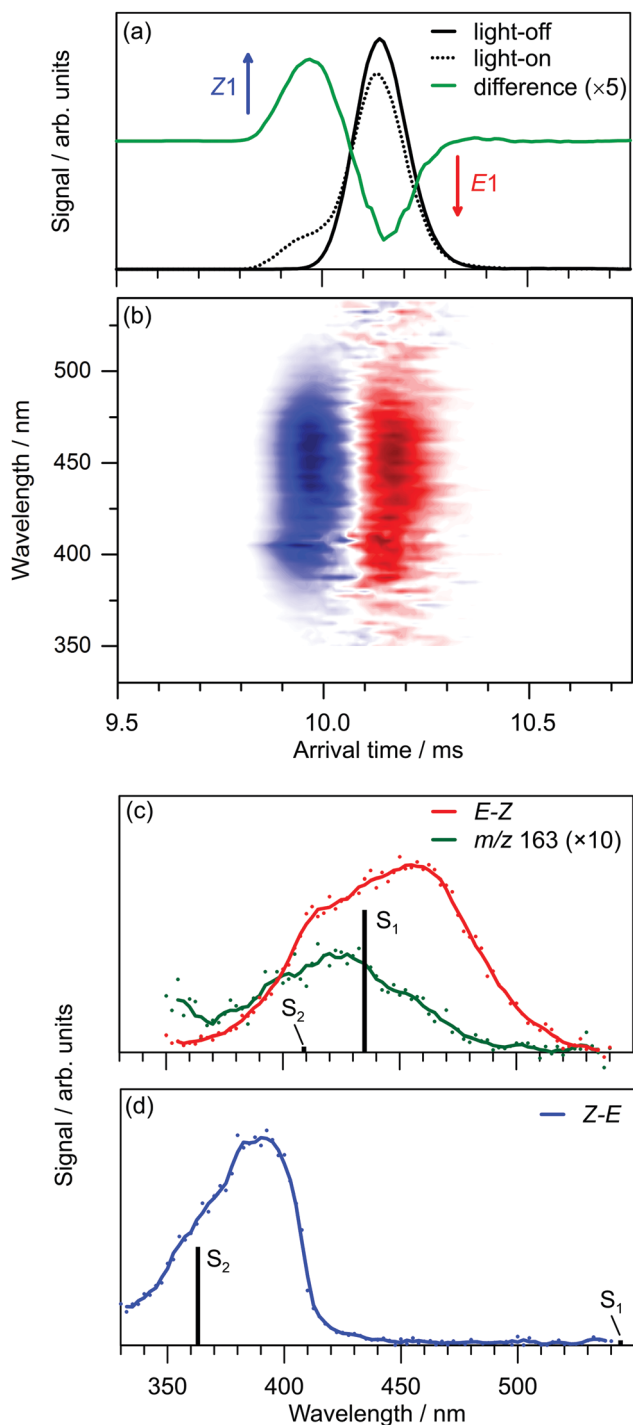 (a)
light-off
light-on
difference (×5)
Z1
E1
Signal / arb. units
(b)
500
450
400
350
Wavelength / nm
9.5
10.0
10.5
Arrival time / ms
(c)
E-Z
m/z 163 (×10)
S1
S2
Signal / arb. units
(d)
Z-E
S2
S1
350
400
450
500
Wavelength / nm